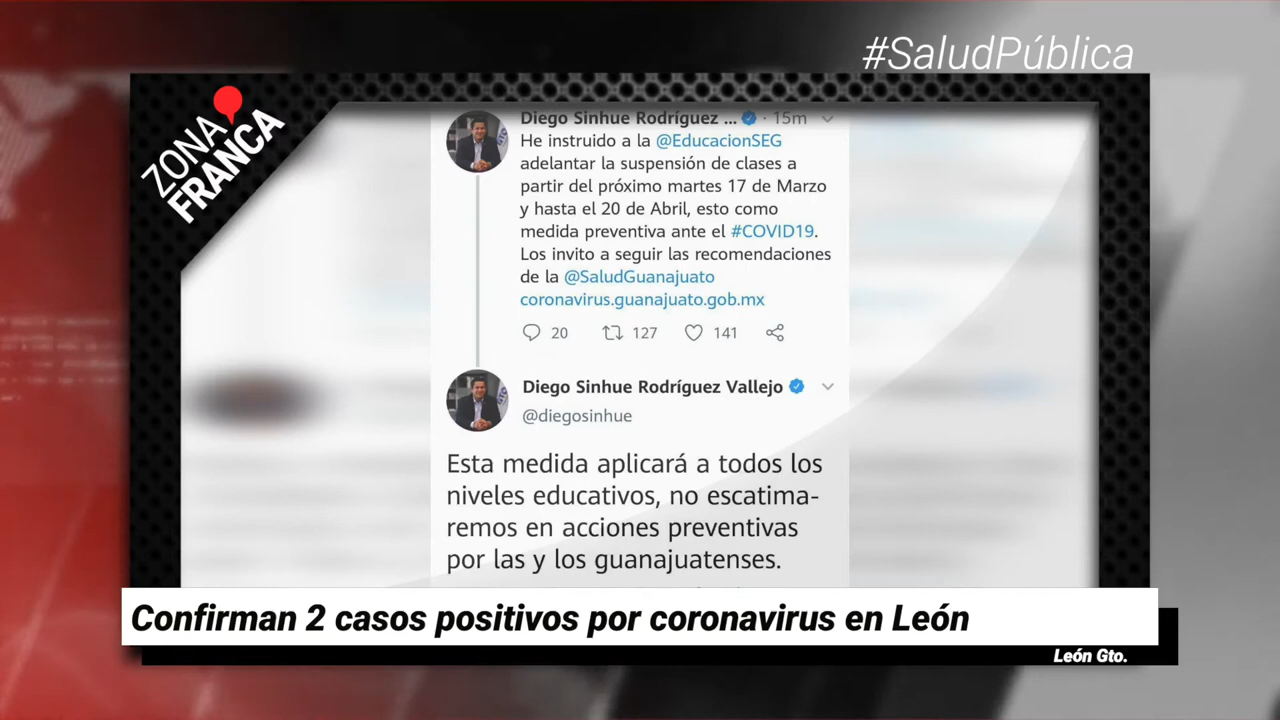 #SaludPública
ZONA
FRANCA
Diego Sinhue Rodríguez ... · 15m
He instruido a la @EducacionSEG
adelantar la suspensión de clases a
partir del próximo martes 17 de Marzo
y hasta el 20 de Abril, esto como
medida preventiva ante el #COVID19.
Los invito a seguir las recomendaciones
de la @SaludGuanajuato
coronavirus.guanajuato.gob.mx
20 127 141
Diego Sinhue Rodríguez Vallejo
@diegosinhue
Esta medida aplicará a todos los
niveles educativos, no escatima-
remos en acciones preventivas
por las y los guanajuatenses.
Confirman 2 casos positivos por coronavirus en León
León Gto.